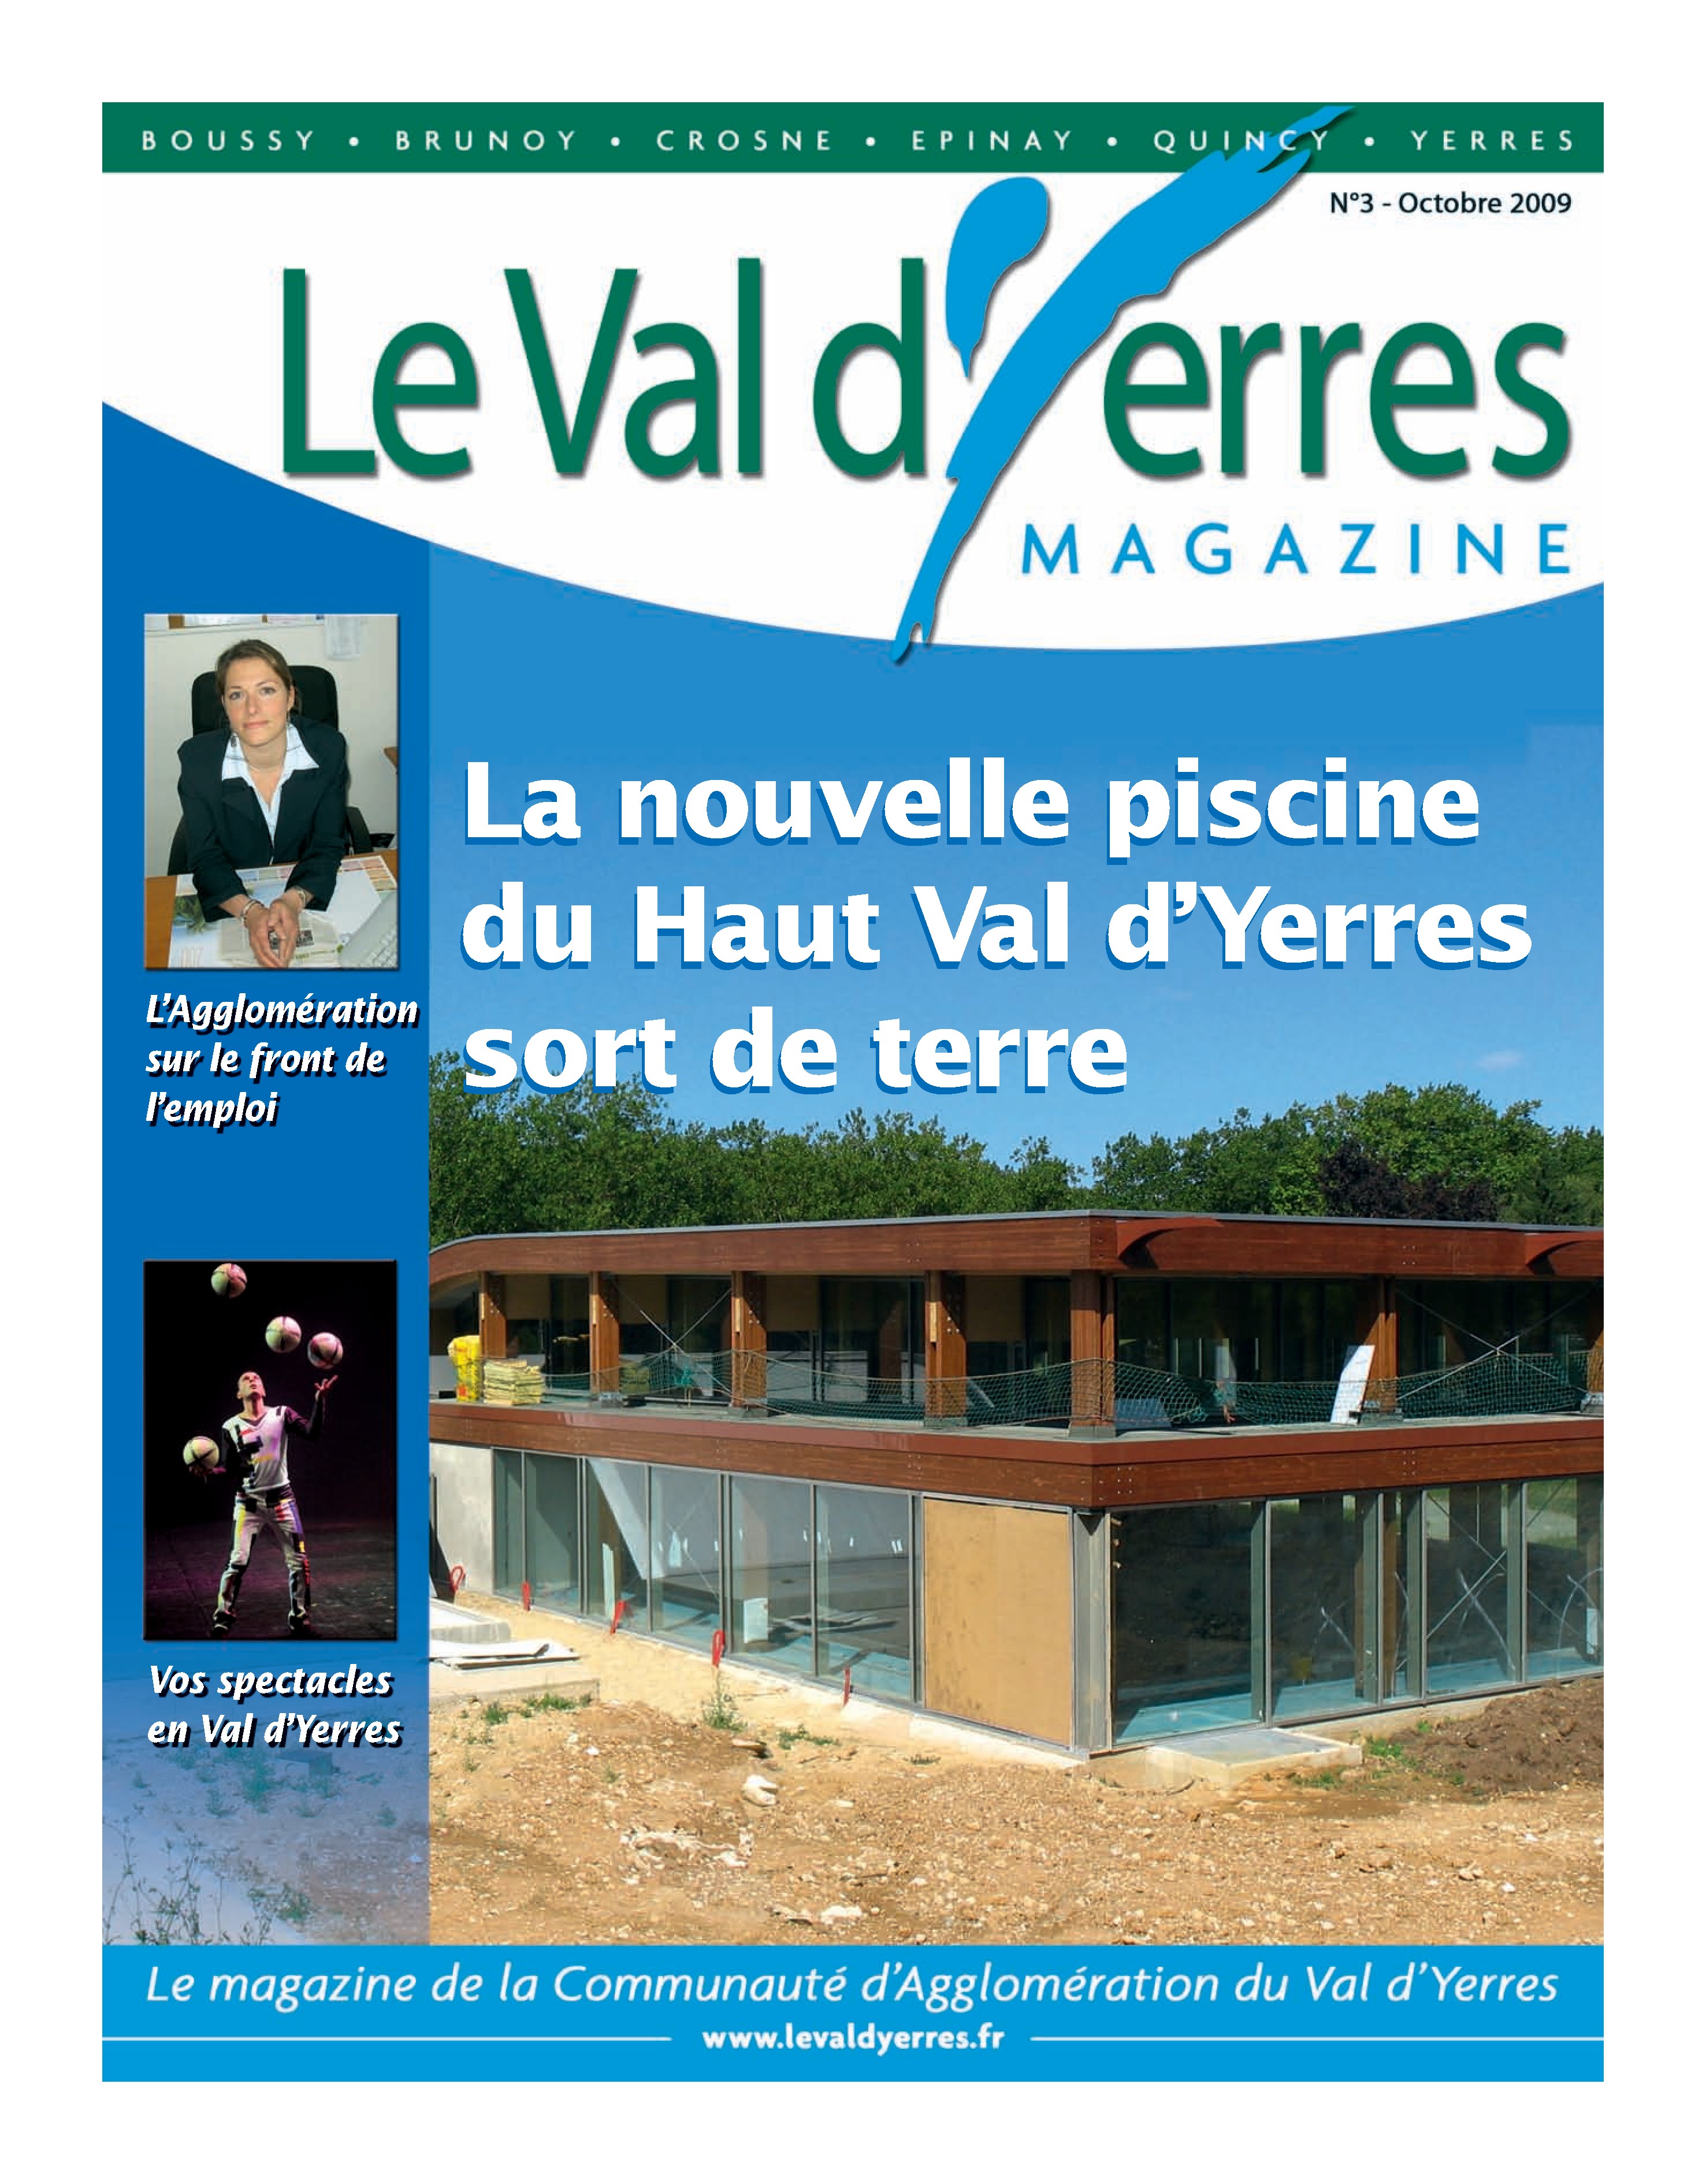 BOUSSY • BRUNOY • CROSNE • EPINAY • QUINCY • YERRES
N°3 - Octobre 2009
Le Val d'Yerres
MAGAZINE
La nouvelle piscine
du Haut Val d'Yerres
sort de terre
L'Agglomération
sur le front de
l'emploi
Vos spectacles
en Val d'Yerres
Le magazine de la Communauté d'Agglomération du Val d'Yerres
www.levaldyerres.fr